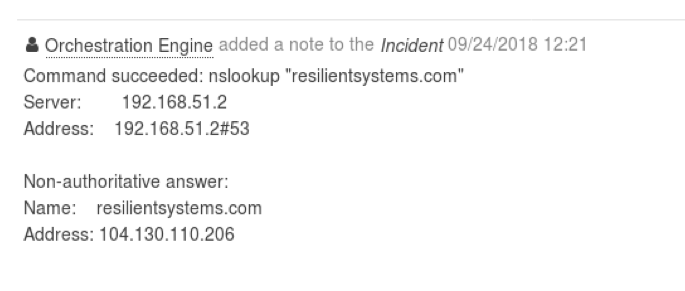 Orchestration Engine added a note to the Incident 09/24/2018 12:21
Command succeeded: nslookup "resilientsystems.com"
Server: 192.168.51.2
Address: 192.168.51.2#53
Non-authoritative answer:
Name: resilientsystems.com
Address: 104.130.110.206